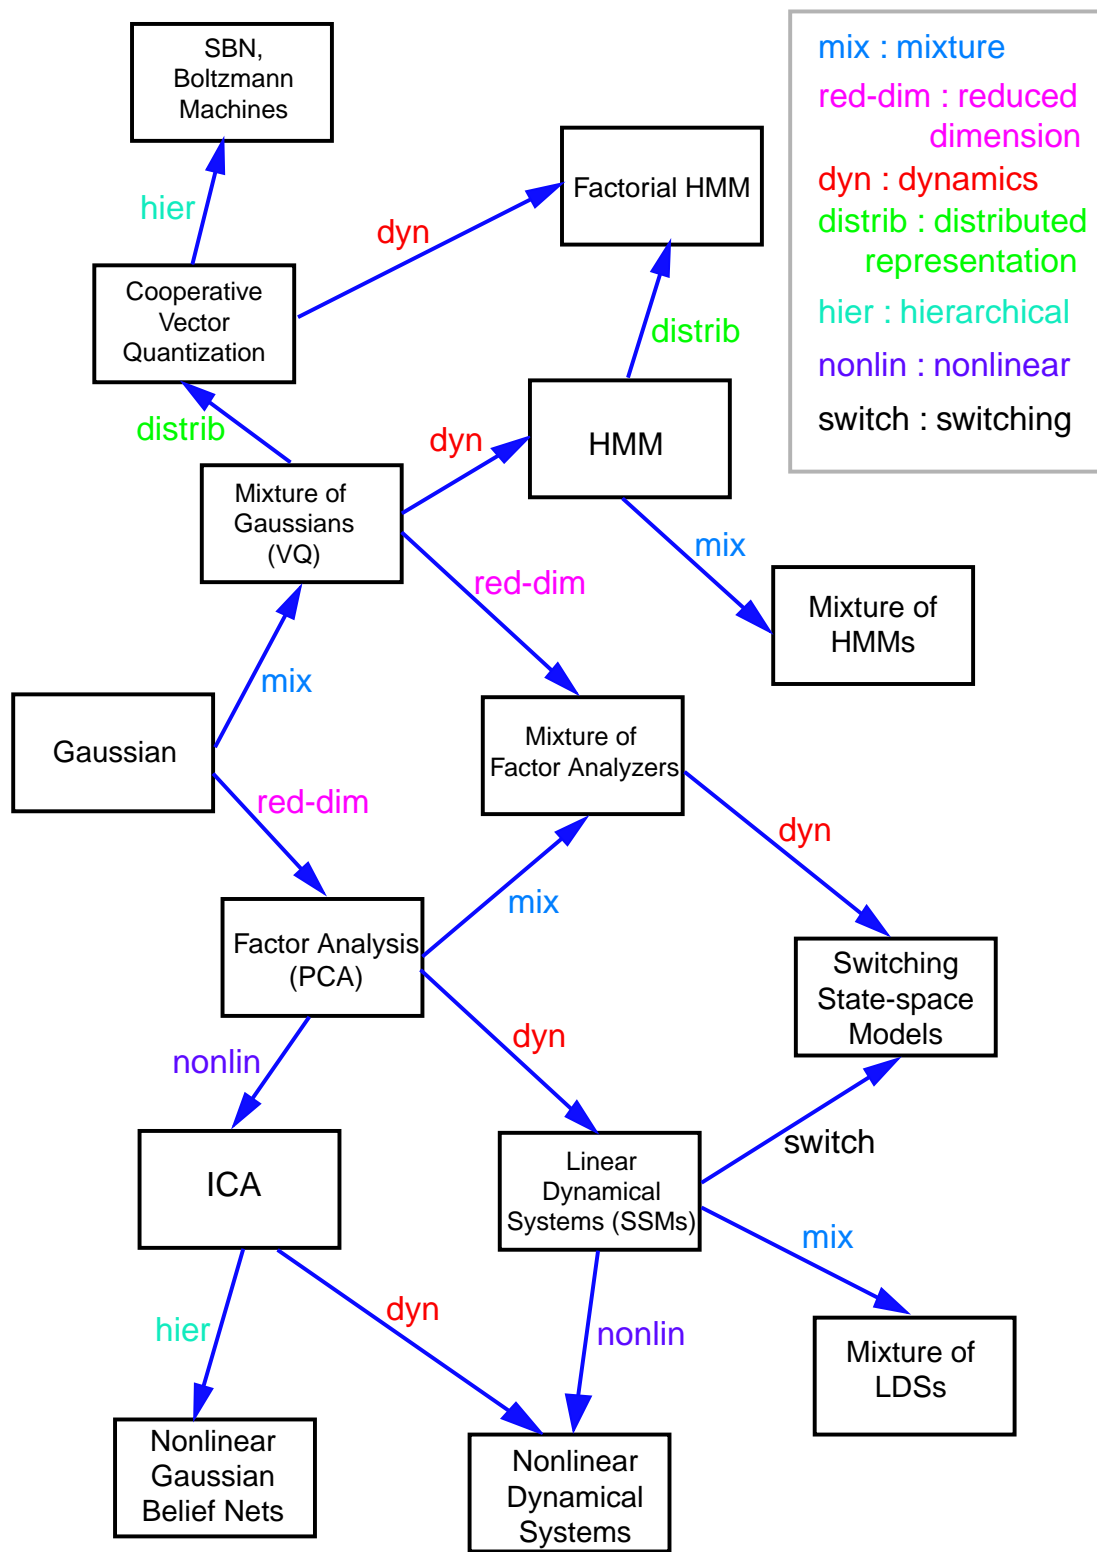 SBN,
Boltzmann
Machines
mix : mixture
red-dim : reduced
dimension
dyn : dynamics
distrib : distributed
representation
hier : hierarchical
nonlin : nonlinear
switch : switching
hier
dyn
Factorial HMM
Cooperative
Vector
Quantization
distrib
distrib
dyn
HMM
Mixture of
Gaussians
(VQ)
mix
red-dim
Mixture of
HMMs
mix
Gaussian
Mixture of
Factor Analyzers
red-dim
dyn
mix
Factor Analysis
(PCA)
Switching
State-space
Models
nonlin
dyn
switch
ICA
Linear
Dynamical
Systems (SSMs)
mix
hier
dyn
nonlin
Mixture of
LDSs
Nonlinear
Gaussian
Belief Nets
Nonlinear
Dynamical
Systems